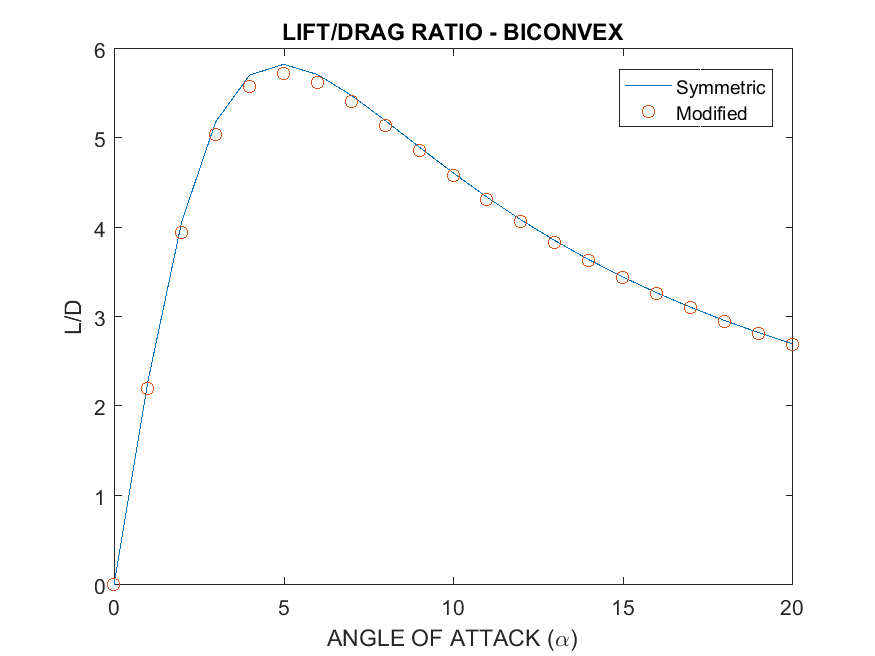 LIFT/DRAG RATIO - BICONVEX
6
5
4
3
2
1
0
L/D
Symmetric
Modified
0 5 10 15 20
ANGLE OF ATTACK (α)